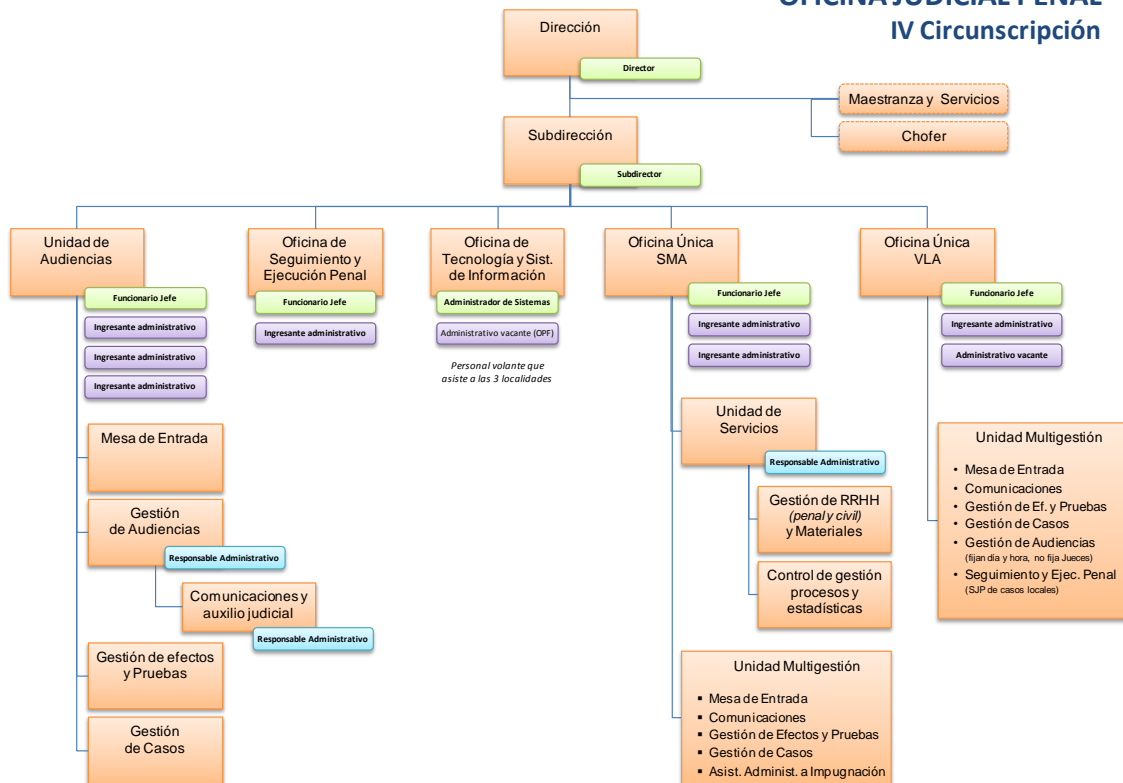 OFICINA JUDICIAL PENAL
IV Circunscripción
Dirección
Director
Maestranza y Servicios
Chofer
Subdirección
Subdirector
Unidad de
Audiencias
Funcionario Jefe
Ingresante administrativo
Ingresante administrativo
Ingresante administrativo
Mesa de Entrada
Gestión
de Audiencias
Responsable Administrativo
Comunicaciones y
auxilio judicial
Responsable Administrativo
Gestión de efectos
y Pruebas
Gestión
de Casos
Oficina de
Seguimiento y
Ejecución Penal
Funcionario Jefe
Ingresante administrativo
Oficina de
Tecnología y Sist.
de Información
Administrador de Sistemas
Administrativo vacante (OPF)
Personal volante que
asiste a las 3 localidades
Oficina Única
SMA
Funcionario Jefe
Ingresante administrativo
Ingresante administrativo
Unidad de
Servicios
Responsable Administrativo
Gestión de RRHH
(penal y civil)
y Materiales
Control de gestión
procesos y
estadísticas
Unidad Multigestión
▪ Mesa de Entrada
▪ Comunicaciones
▪ Gestión de Efectos y Pruebas
▪ Gestión de Casos
▪ Asist. Administ. a Impugnación
Oficina Única
VLA
Funcionario Jefe
Ingresante administrativo
Administrativo vacante
Unidad Multigestión
• Mesa de Entrada
• Comunicaciones
• Gestión de Ef. y Pruebas
• Gestión de Casos
• Gestión de Audiencias
(fijan día y hora, no fija Jueces)
• Seguimiento y Ejec. Penal
(SJP de casos locales)